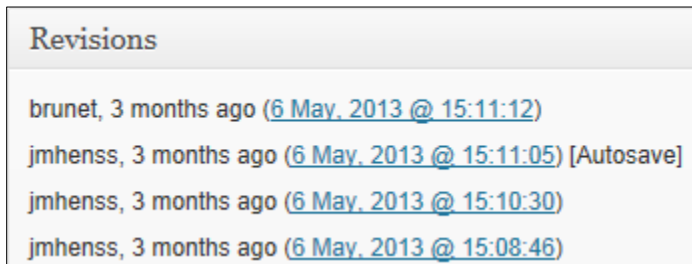 Revisions
brunet, 3 months ago (6 May, 2013 @ 15:11:12)
jmhenss, 3 months ago (6 May, 2013 @ 15:11:05) [Autosave]
jmhenss, 3 months ago (6 May, 2013 @ 15:10:30)
jmhenss, 3 months ago (6 May, 2013 @ 15:08:46)